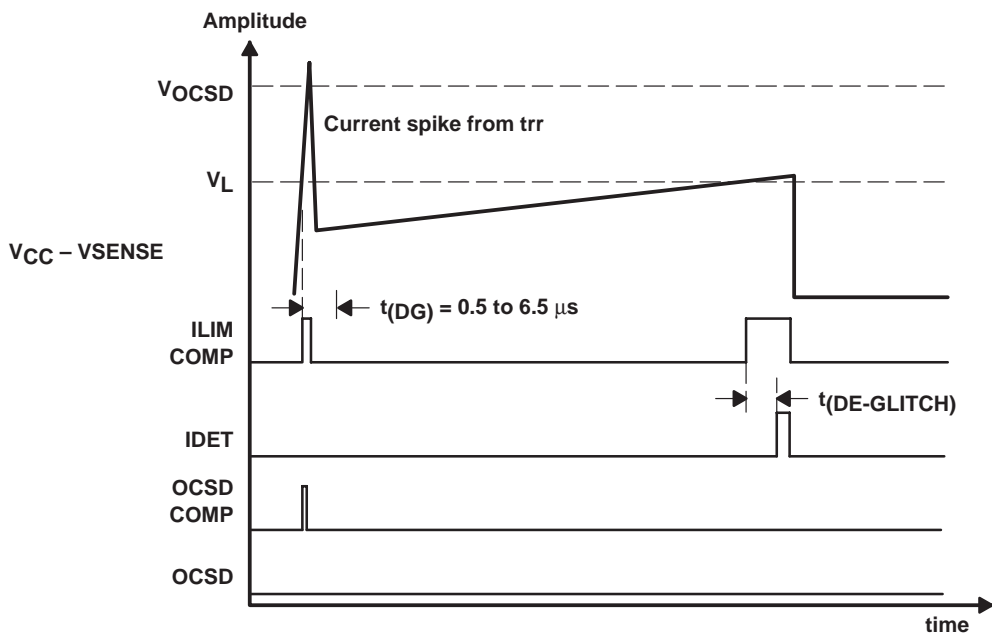 Amplitude
VOCSD
Current spike from trr
VL
VCC – VSENSE
t(DG) = 0.5 to 6.5 μs
ILIM
COMP
t(DE-GLITCH)
IDET
OCSD
COMP
OCSD
time